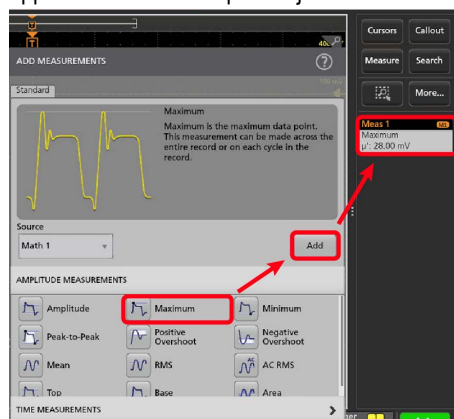 Cursors
Callout
ADD MEASUREMENTS
?
Measure
Search
Standard
More...
Maximum
Maximum is the maximum data point.
This measurement can be made across the
entire record or on each cycle in the
record.
Meas 1
M1
Maximum
µ': 28.00 mV
Source
Math 1
Add
AMPLITUDE MEASUREMENTS
Amplitude
Maximum
Minimum
Peak-to-Peak
Positive
Overshoot
Negative
Overshoot
Mean
RMS
AC RMS
Top
Base
Area
TIME MEASUREMENTS